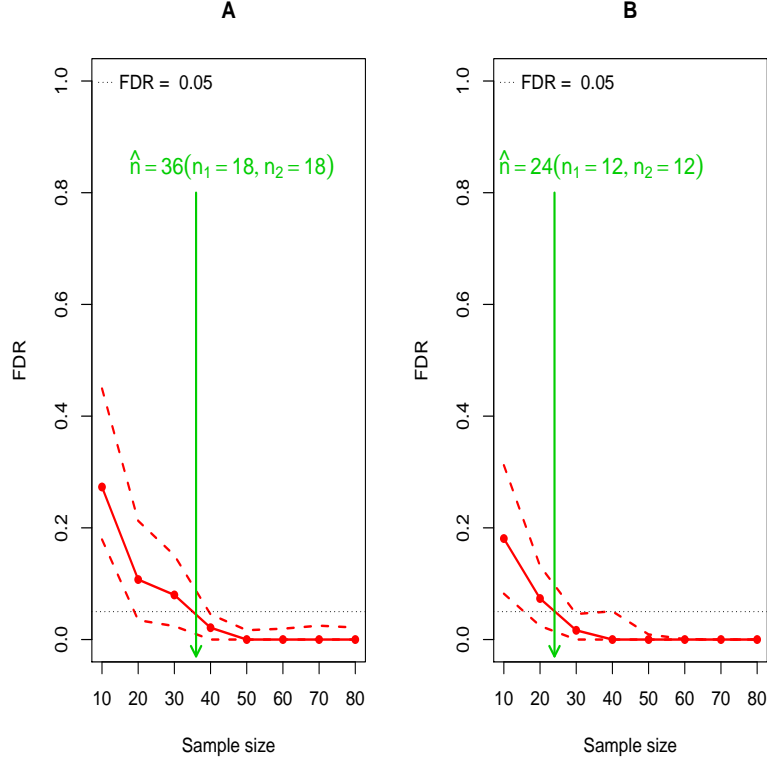 A
FDR = 0.05
n̂ = 36(n₁ = 18, n₂ = 18)
FDR
1.0
0.8
0.6
0.4
0.2
0.0
10 20 30 40 50 60 70 80
Sample size
B
FDR = 0.05
n̂ = 24(n₁ = 12, n₂ = 12)
FDR
1.0
0.8
0.6
0.4
0.2
0.0
10 20 30 40 50 60 70 80
Sample size